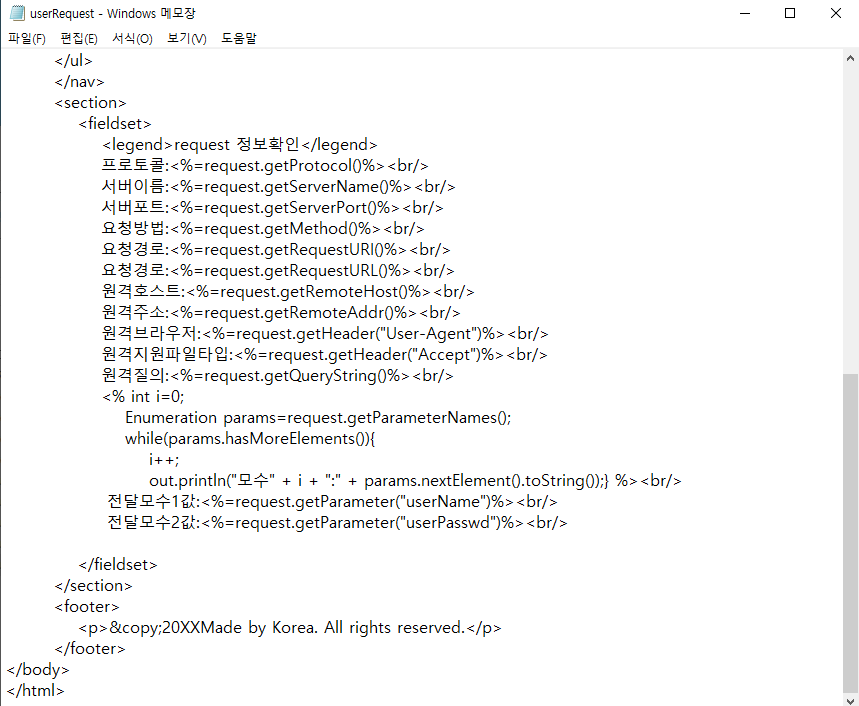 userRequest - Windows 메모장
파일(F) 편집(E) 서식(O) 보기(V) 도움말
</ul>
</nav>
<section>
<fieldset>
<legend>request 정보확인</legend>
프로토콜:<%=request.getProtocol()%><br/>
서버이름:<%=request.getServerName()%><br/>
서버포트:<%=request.getServerPort()%><br/>
요청방법:<%=request.getMethod()%><br/>
요청경로:<%=request.getRequestURI()%><br/>
요청경로:<%=request.getRequestURL()%><br/>
원격호스트:<%=request.getRemoteHost()%><br/>
원격주소:<%=request.getRemoteAddr()%><br/>
원격브라우저:<%=request.getHeader("User-Agent")%><br/>
원격지원파일타입:<%=request.getHeader("Accept")%><br/>
원격질의:<%=request.getQueryString()%><br/>
<% int i=0;
Enumeration params=request.getParameterNames();
while(params.hasMoreElements()){
i++;
out.println("모수" + i + ":" + params.nextElement().toString());} %><br/>
전달모수1값:<%=request.getParameter("userName")%><br/>
전달모수2값:<%=request.getParameter("userPasswd")%><br/>
</fieldset>
</section>
<footer>
<p>&copy;20XXMade by Korea. All rights reserved.</p>
</footer>
</body>
</html>